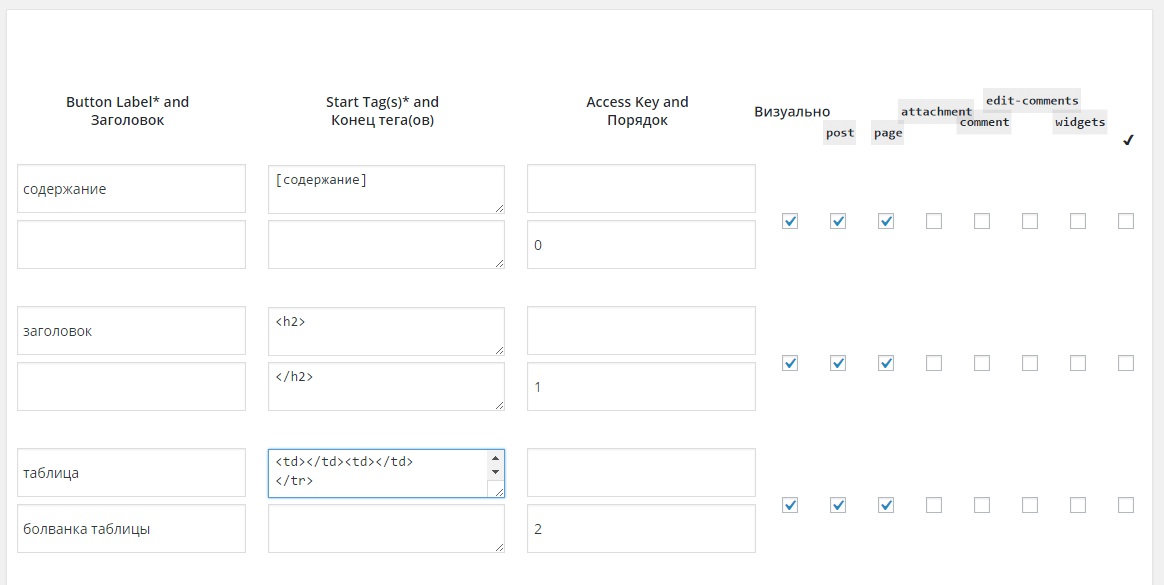 Button Label* and
Заголовок
Start Tag(s)* and
Конец тега(ов)
Access Key and
Порядок
Визуально
post
page
attachment
comment
edit-comments
widgets
✔
содержание
[содержание]
0
заголовок
<h2>
</h2>
1
таблица
<td></td><td></td>
</tr>
болванка таблицы
2